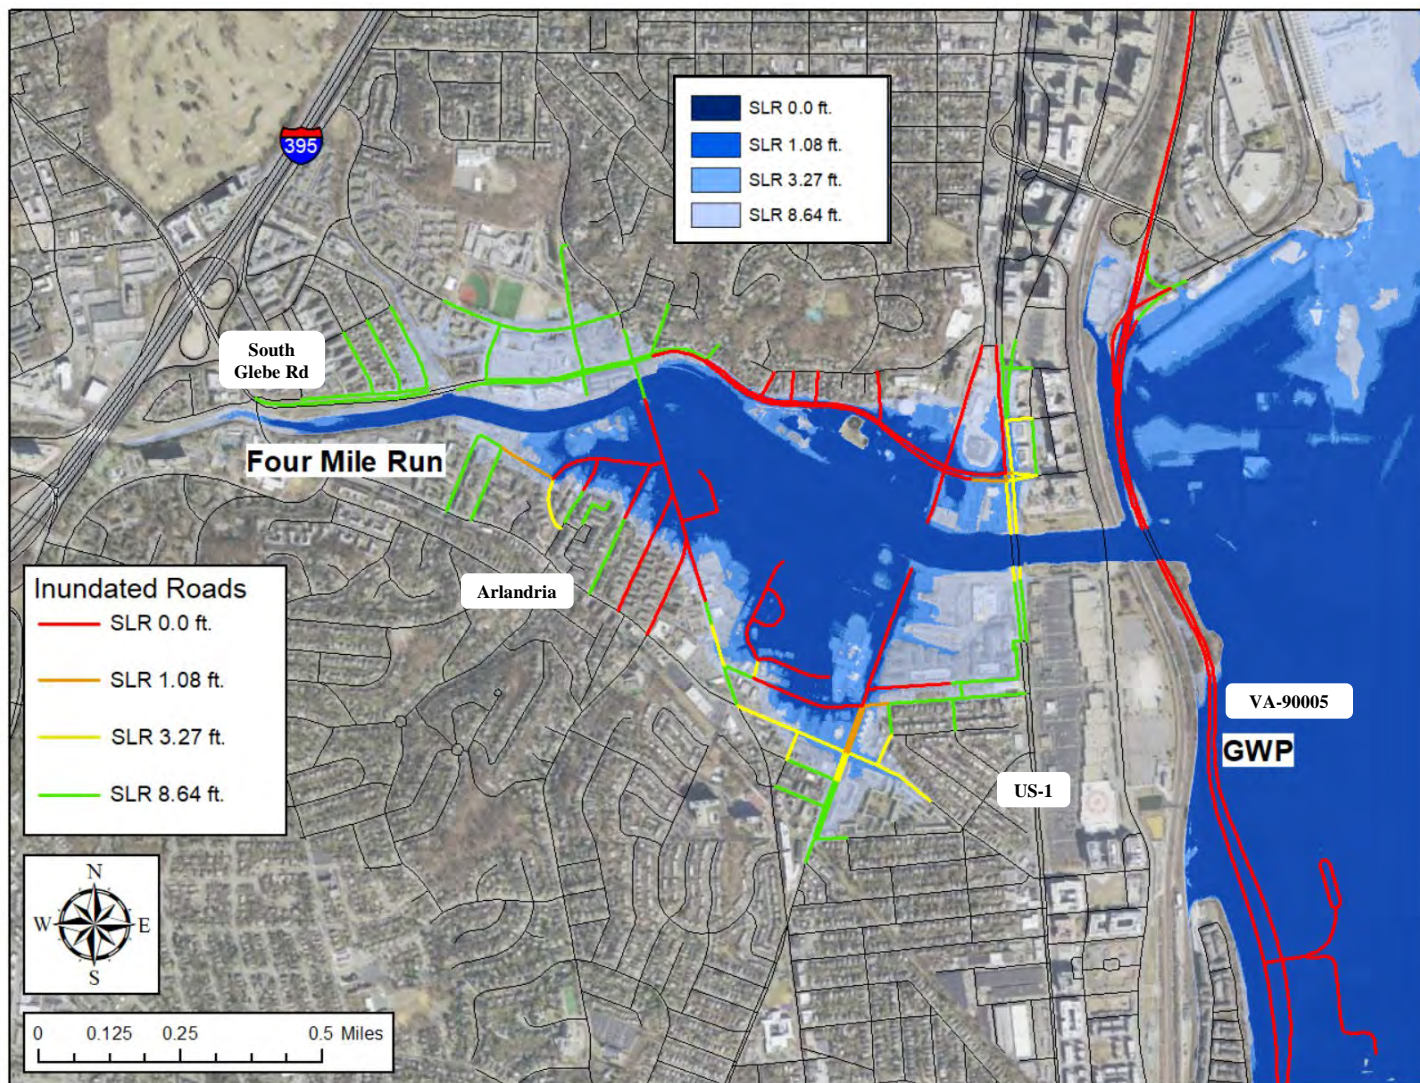 SLR 0.0 ft.
SLR 1.08 ft.
SLR 3.27 ft.
SLR 8.64 ft.
395
South
Glebe Rd
Four Mile Run
Arlandria
Inundated Roads
SLR 0.0 ft.
SLR 1.08 ft.
SLR 3.27 ft.
SLR 8.64 ft.
VA-90005
GWP
US-1
N
W E
S
0 0.125 0.25 0.5 Miles